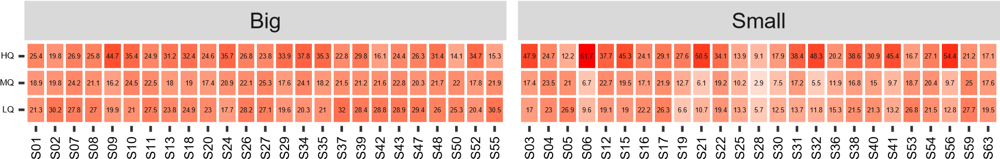 Big Small
HQ 25.4 19.8 26.9 25.8 44.7 35.4 24.9 31.2 32.4 24.6 35.7 26.8 23.8 33.9 37.8 35.3 22.8 29.8 16.1 24.4 26.3 31.4 14.1 34.7 15.3 47.9 24.7 12.2 61.7 37.7 45.3 24.1 29.1 27.6 50.5 34.1 13.9 9.1 17.9 38.4 48.3 20.2 38.6 30.9 45.4 16.7 27.1 54.4 21.2 17.1
MQ 18.9 19.8 24.2 21.1 16.2 24.5 22.5 18 19 17.4 20.9 22.1 25.3 17.6 24.1 18.2 21.5 21.2 21.6 22.8 20.3 21.7 22 17.8 21.9 17.4 23.5 21 6.7 22.7 19.5 17.1 21.9 12.7 6.1 19.2 10.2 2.9 7.5 17.2 5.5 11.9 16.8 15 9.7 18.7 20.4 9.7 25 17.6
LQ 21.3 30.2 27.8 27 19.9 21 27.5 23.8 24.9 23 17.7 28.2 27.1 19.6 20.3 21 32 28.4 28.8 28.9 29.4 26 25.3 20.4 30.5 17 23 26.9 9.6 19.1 19 22.2 26.3 6.6 10.7 19.4 13.3 5.7 12.5 13.7 11.8 15.3 21.5 21.3 13.2 26.8 21.5 12.8 27.7 19.5
S01 S02 S07 S08 S09 S10 S11 S13 S18 S20 S24 S26 S27 S29 S34 S35 S37 S39 S42 S43 S47 S48 S50 S52 S55 S03 S04 S05 S06 S12 S15 S16 S17 S19 S21 S22 S25 S28 S30 S31 S32 S36 S38 S40 S41 S53 S54 S56 S59 S63